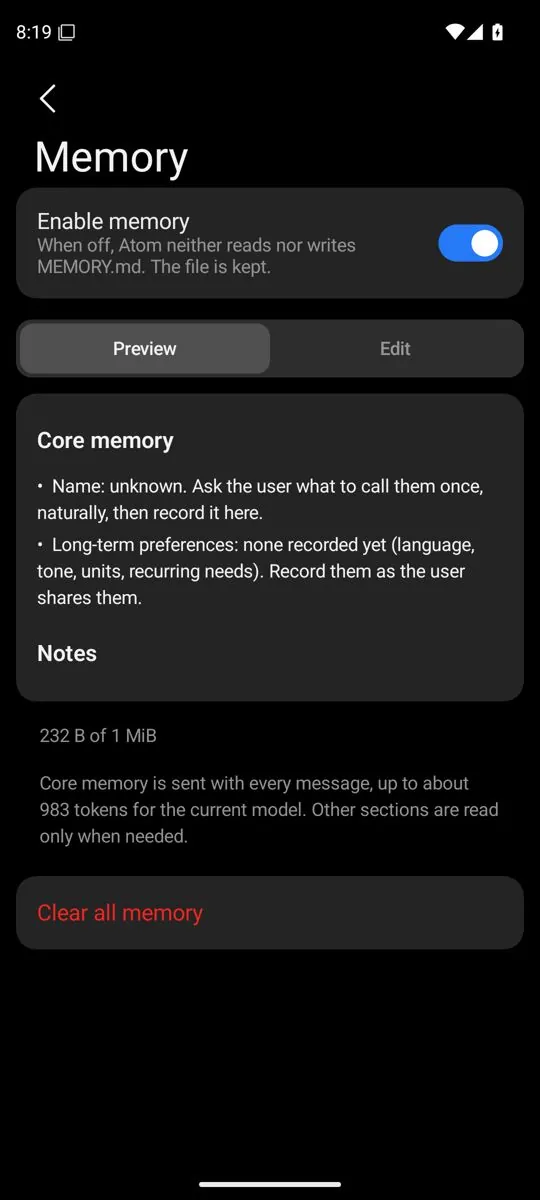 8:19
Memory
Enable memory
When off, Atom neither reads nor writes
MEMORY.md. The file is kept.
Preview
Edit
Core memory
• Name: unknown. Ask the user what to call them once,
naturally, then record it here.
• Long-term preferences: none recorded yet (language,
tone, units, recurring needs). Record them as the user
shares them.
Notes
232 B of 1 MiB
Core memory is sent with every message, up to about
983 tokens for the current model. Other sections are read
only when needed.
Clear all memory